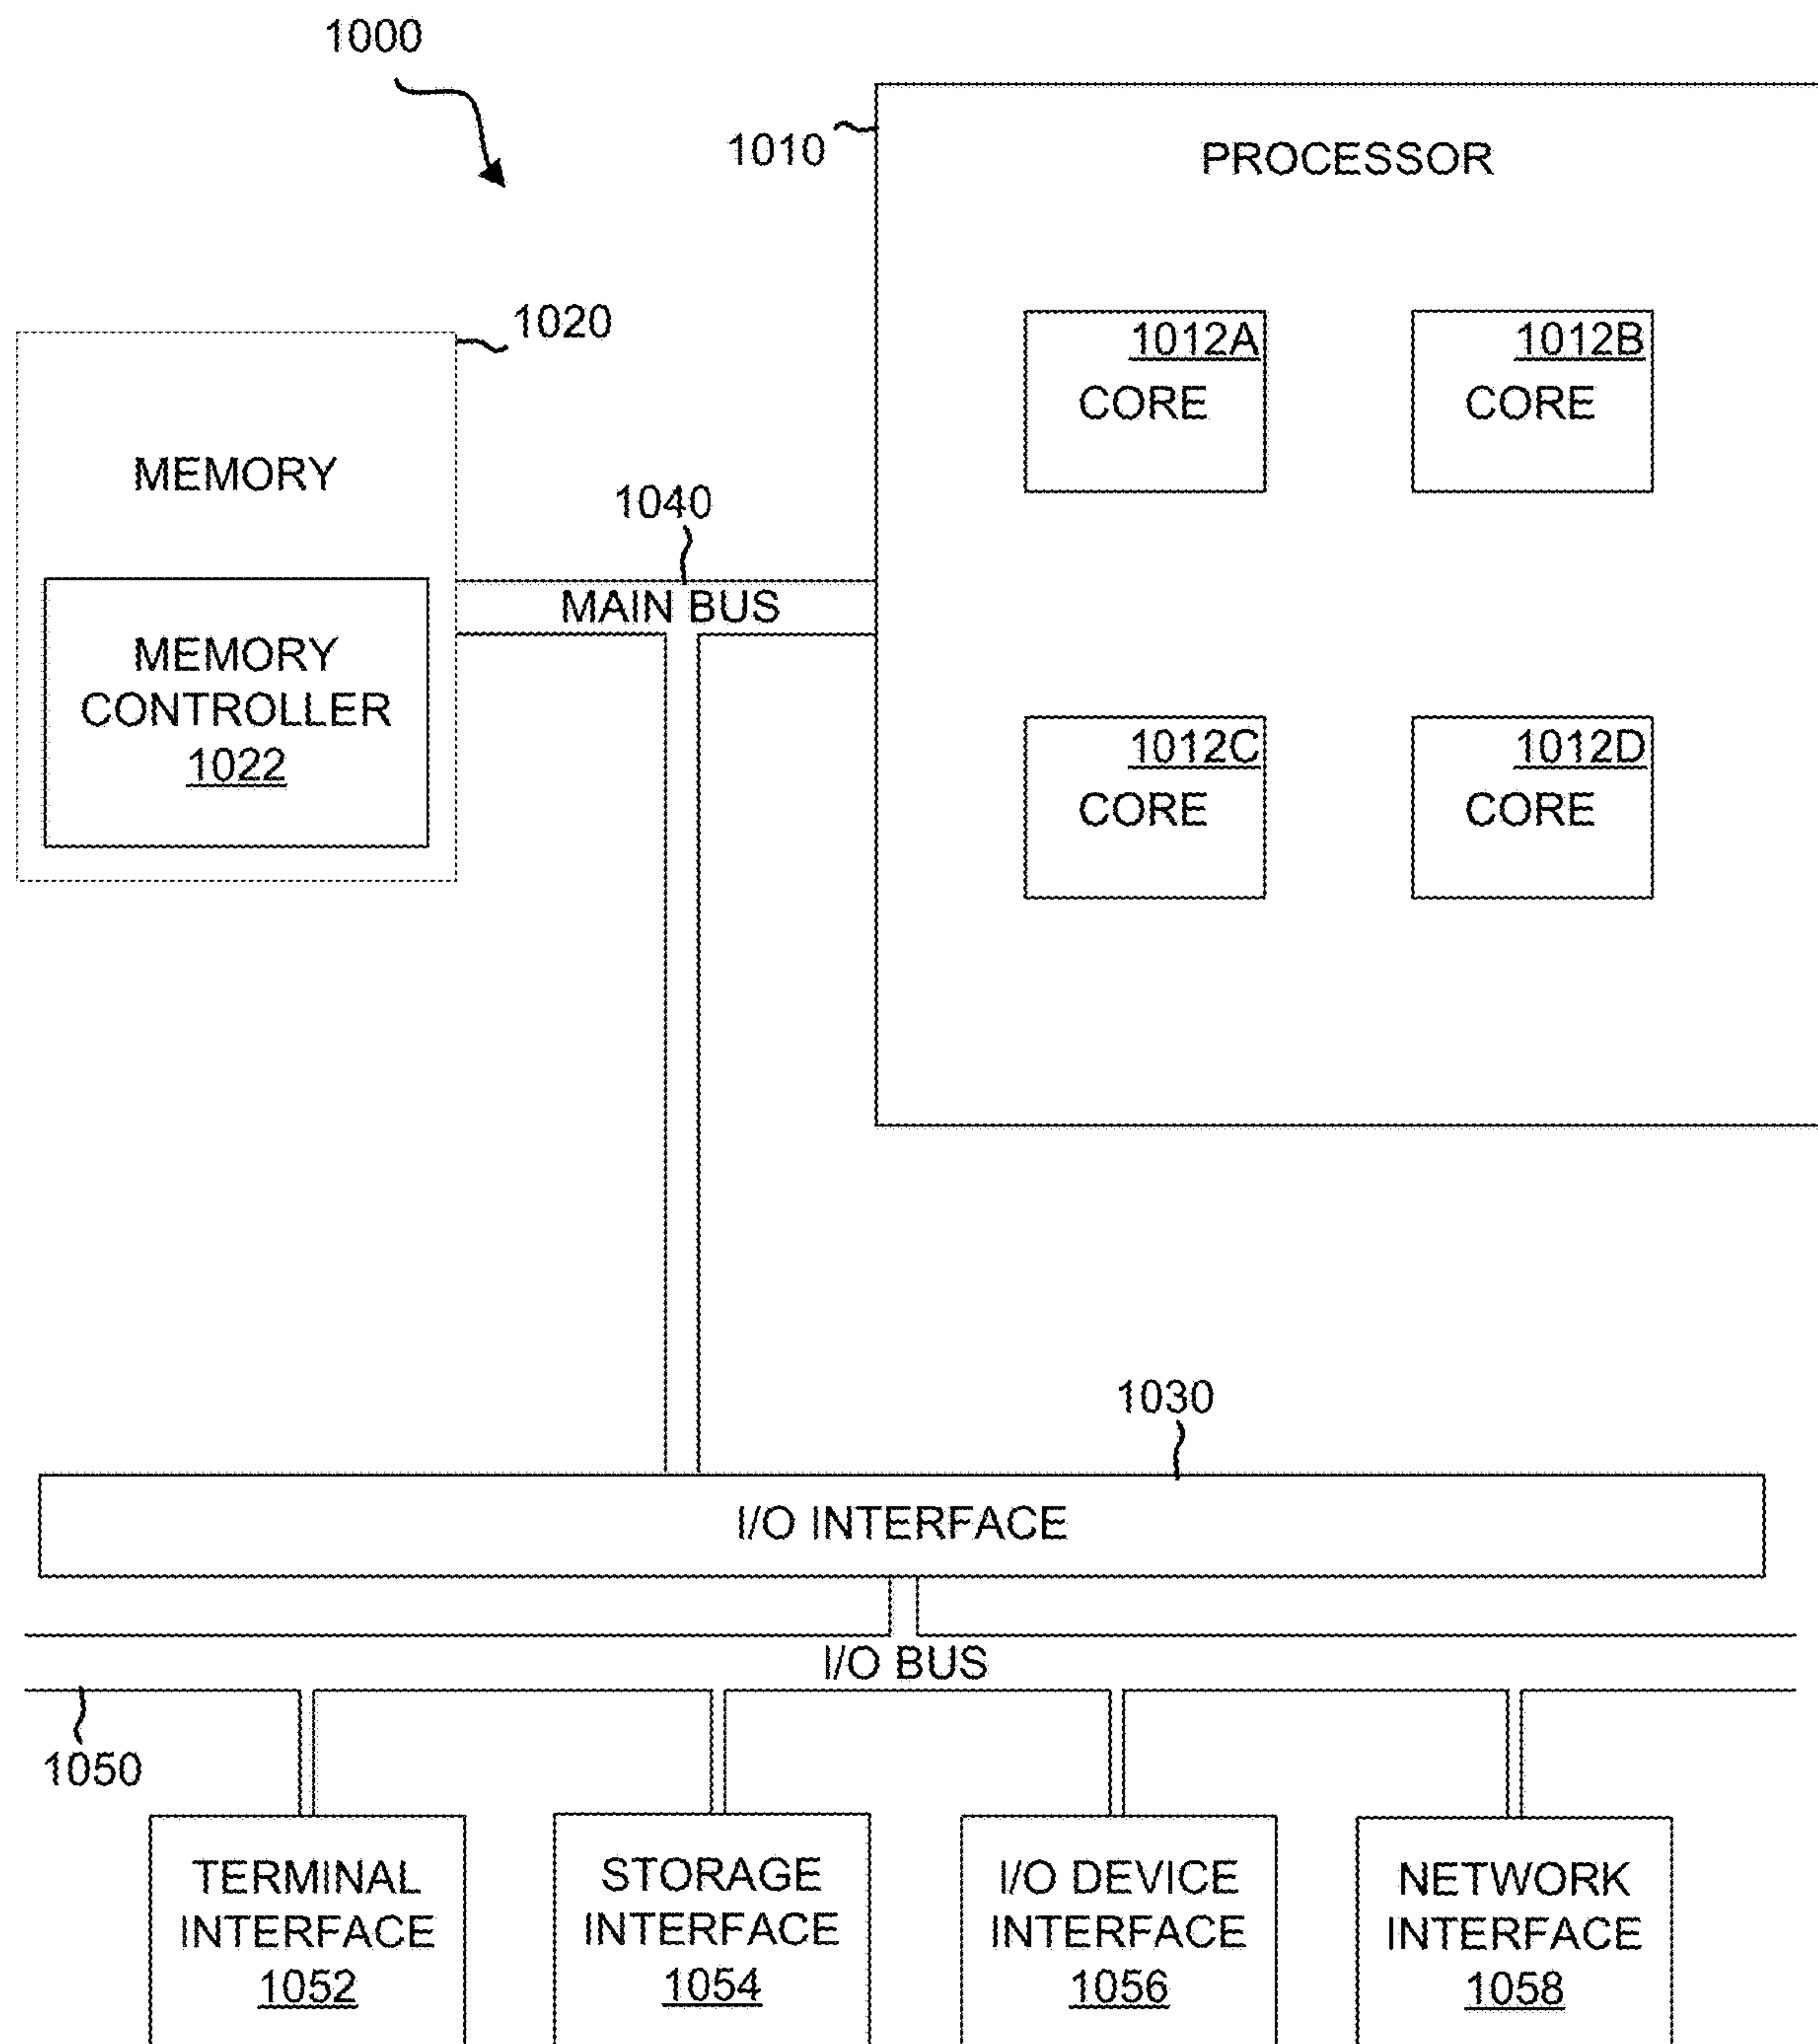 1000
1010
PROCESSOR
1020
1012A
CORE
1012B
CORE
MEMORY
1040
MAIN BUS
MEMORY
CONTROLLER
1022
1012C
CORE
1012D
CORE
1030
I/O INTERFACE
I/O BUS
1050
TERMINAL
INTERFACE
1052
STORAGE
INTERFACE
1054
I/O DEVICE
INTERFACE
1056
NETWORK
INTERFACE
1058